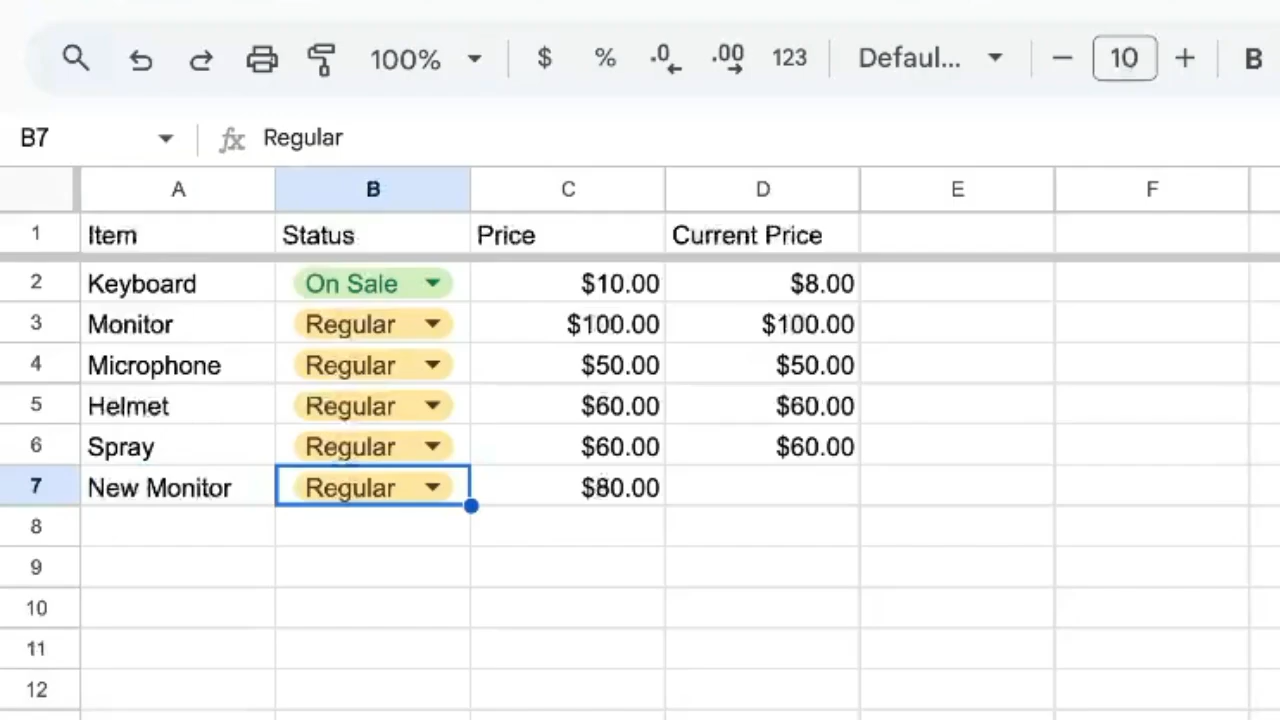 100% $ % .0 .00 123 Defaul... 10 B
B7 fx Regular
A B C D E F
1 Item Status Price Current Price
2 Keyboard On Sale $10.00 $8.00
3 Monitor Regular $100.00 $100.00
4 Microphone Regular $50.00 $50.00
5 Helmet Regular $60.00 $60.00
6 Spray Regular $60.00 $60.00
7 New Monitor Regular $80.00
8
9
10
11
12